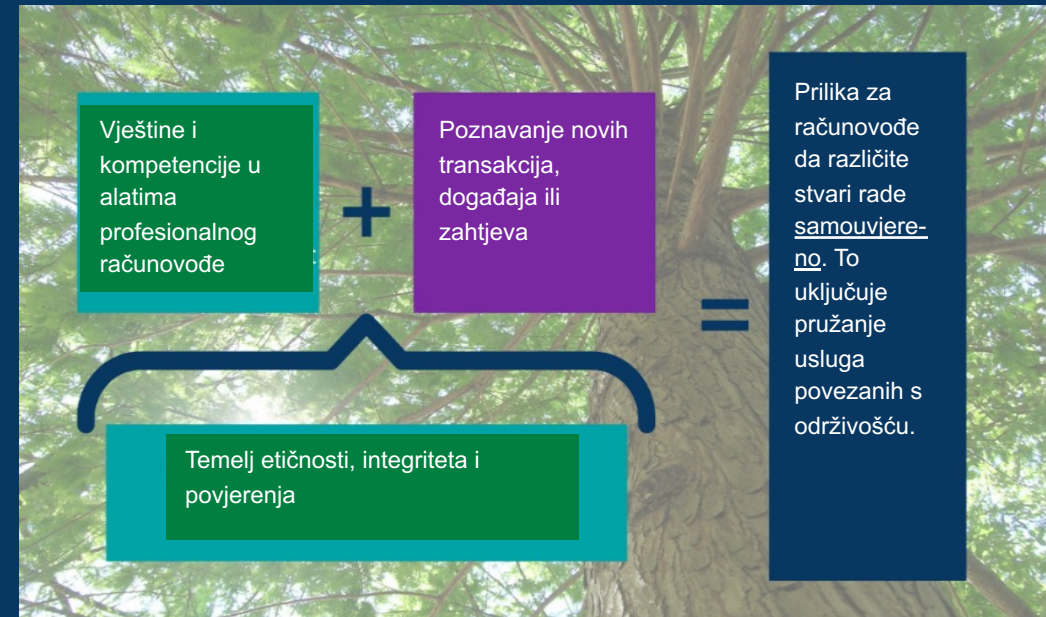 Vještine i
kompetencije u
alatima
profesionalnog
računovođe
+
Poznavanje novih
transakcija,
događaja ili
zahtjeva
=
Prilika za
računovođe
da različite
stvari rade
samouvjere-
no. To
uključuje
pružanje
usluga
povezanih s
održivošću.
Temelj etičnosti, integriteta i
povjerenja